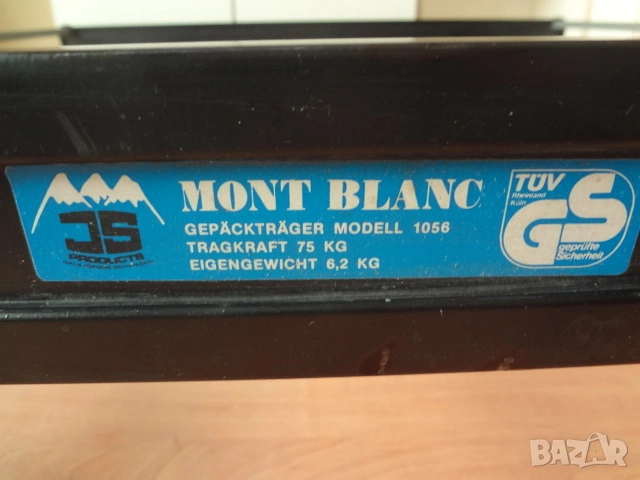 JS
PRODUCTS
MONT BLANC
GEPÄCKTRÄGER MODELL 1056
TRAGKRAFT 75 KG
EIGENGEWICHT 6,2 KG
TÜV
Rheinland
Köln
GS
geprüfte
Sicherheit
BAZAR